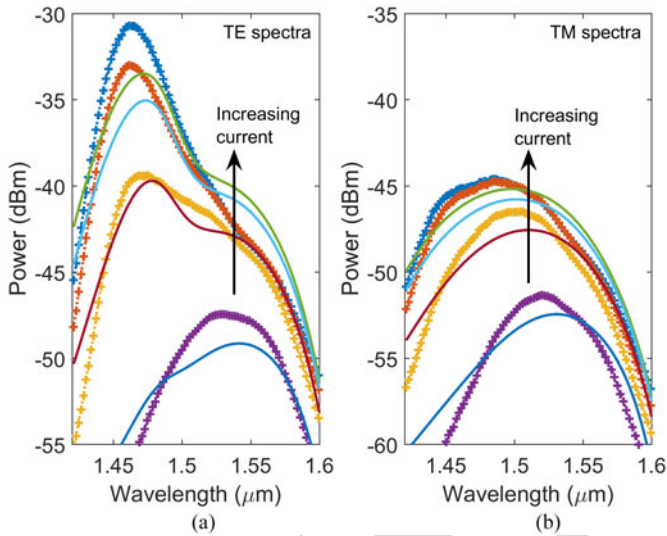 -30
-35
-40
-45
-50
-55
Power (dBm)
TE spectra
Increasing
current
1.45
1.5
1.55
1.6
Wavelength (μm)
(a)
-35
-40
-45
-50
-55
-60
Power (dBm)
TM spectra
Increasing
current
1.45
1.5
1.55
1.6
Wavelength (μm)
(b)